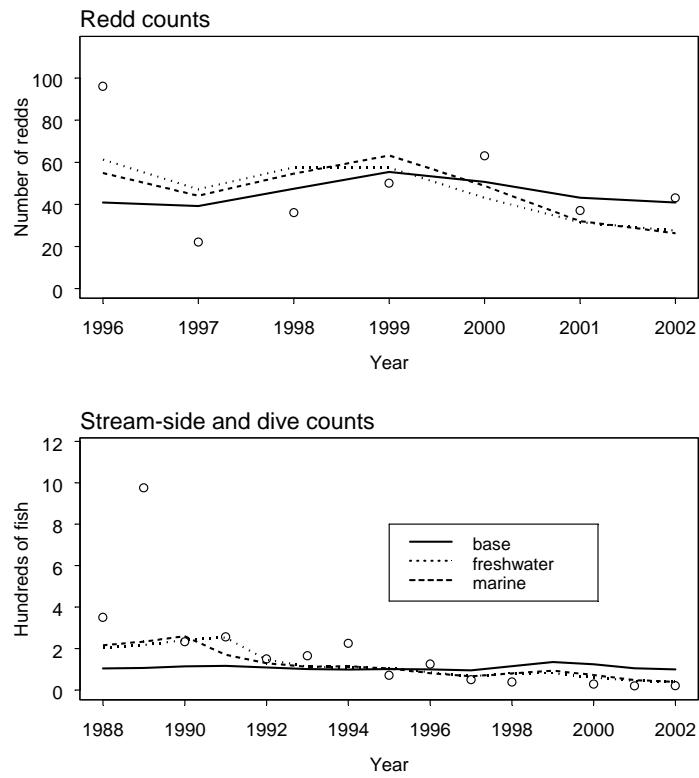 Redd counts
Number of redds
100
80
60
40
20
0
1996 1997 1998 1999 2000 2001 2002
Year
Stream-side and dive counts
Hundreds of fish
12
10
8
6
4
2
0
base
freshwater
marine
1988 1990 1992 1994 1996 1998 2000 2002
Year